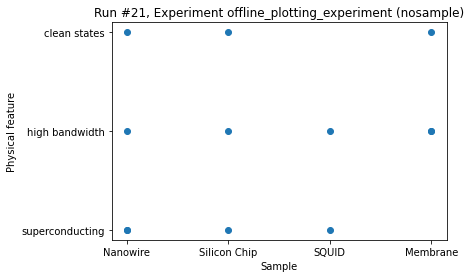 Run #21, Experiment offline_plotting_experiment (nosample)
clean states
high bandwidth
superconducting
Physical feature
Nanowire
Silicon Chip
SQUID
Membrane
Sample